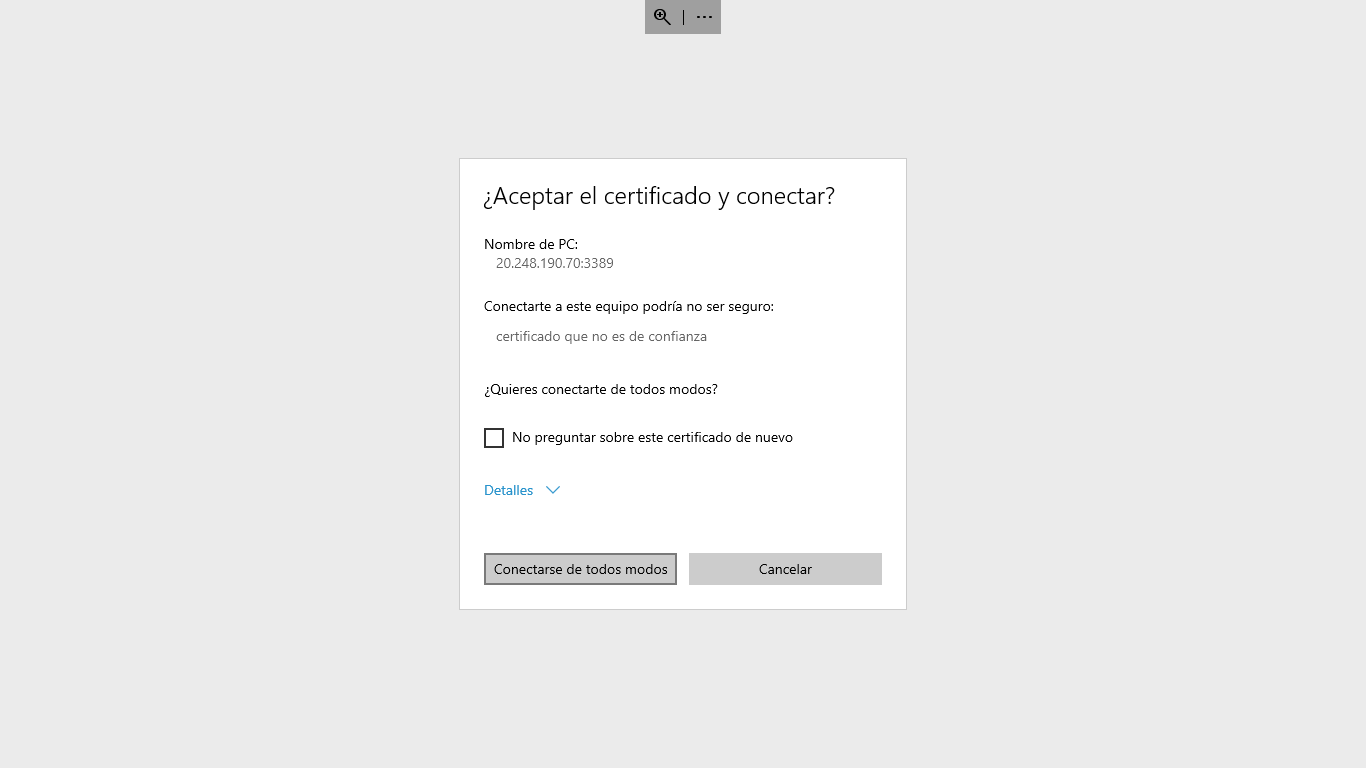 ¿Aceptar el certificado y conectar?
Nombre de PC:
20.248.190.70:3389
Conectarte a este equipo podría no ser seguro:
certificado que no es de confianza
¿Quieres conectarte de todos modos?
No preguntar sobre este certificado de nuevo
Detalles
Conectarse de todos modos
Cancelar